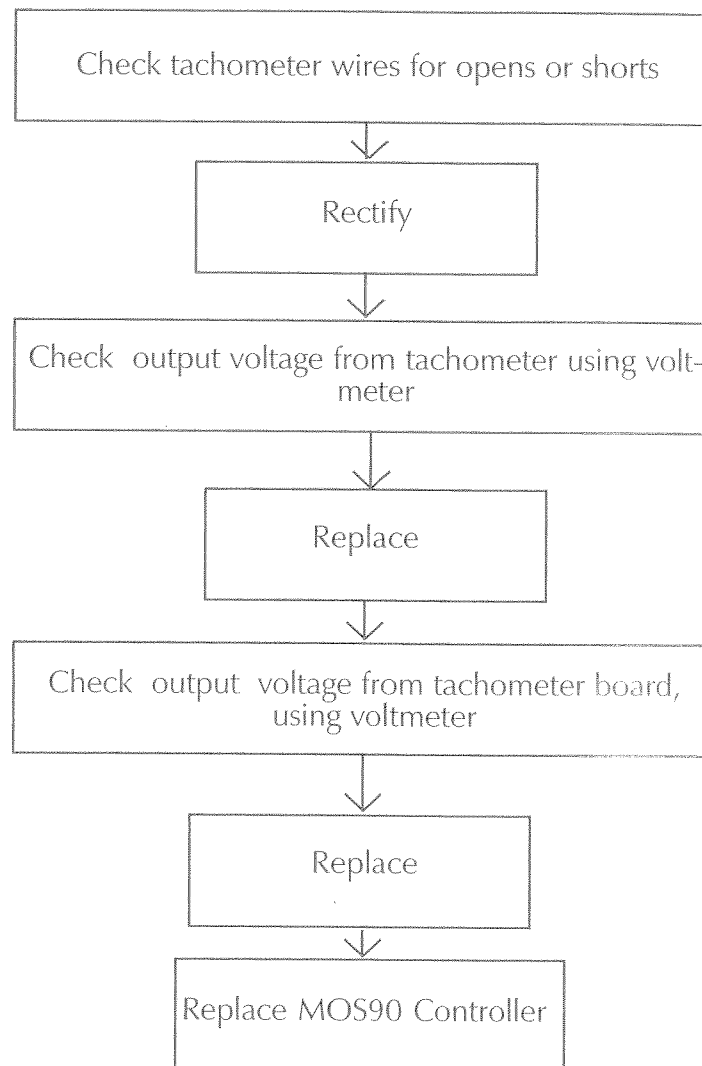 Check tachometer wires for opens or shorts
Rectify
Check output voltage from tachometer using volt-
meter
Replace
Check output voltage from tachometer board,
using voltmeter
Replace
Replace MOS90 Controller